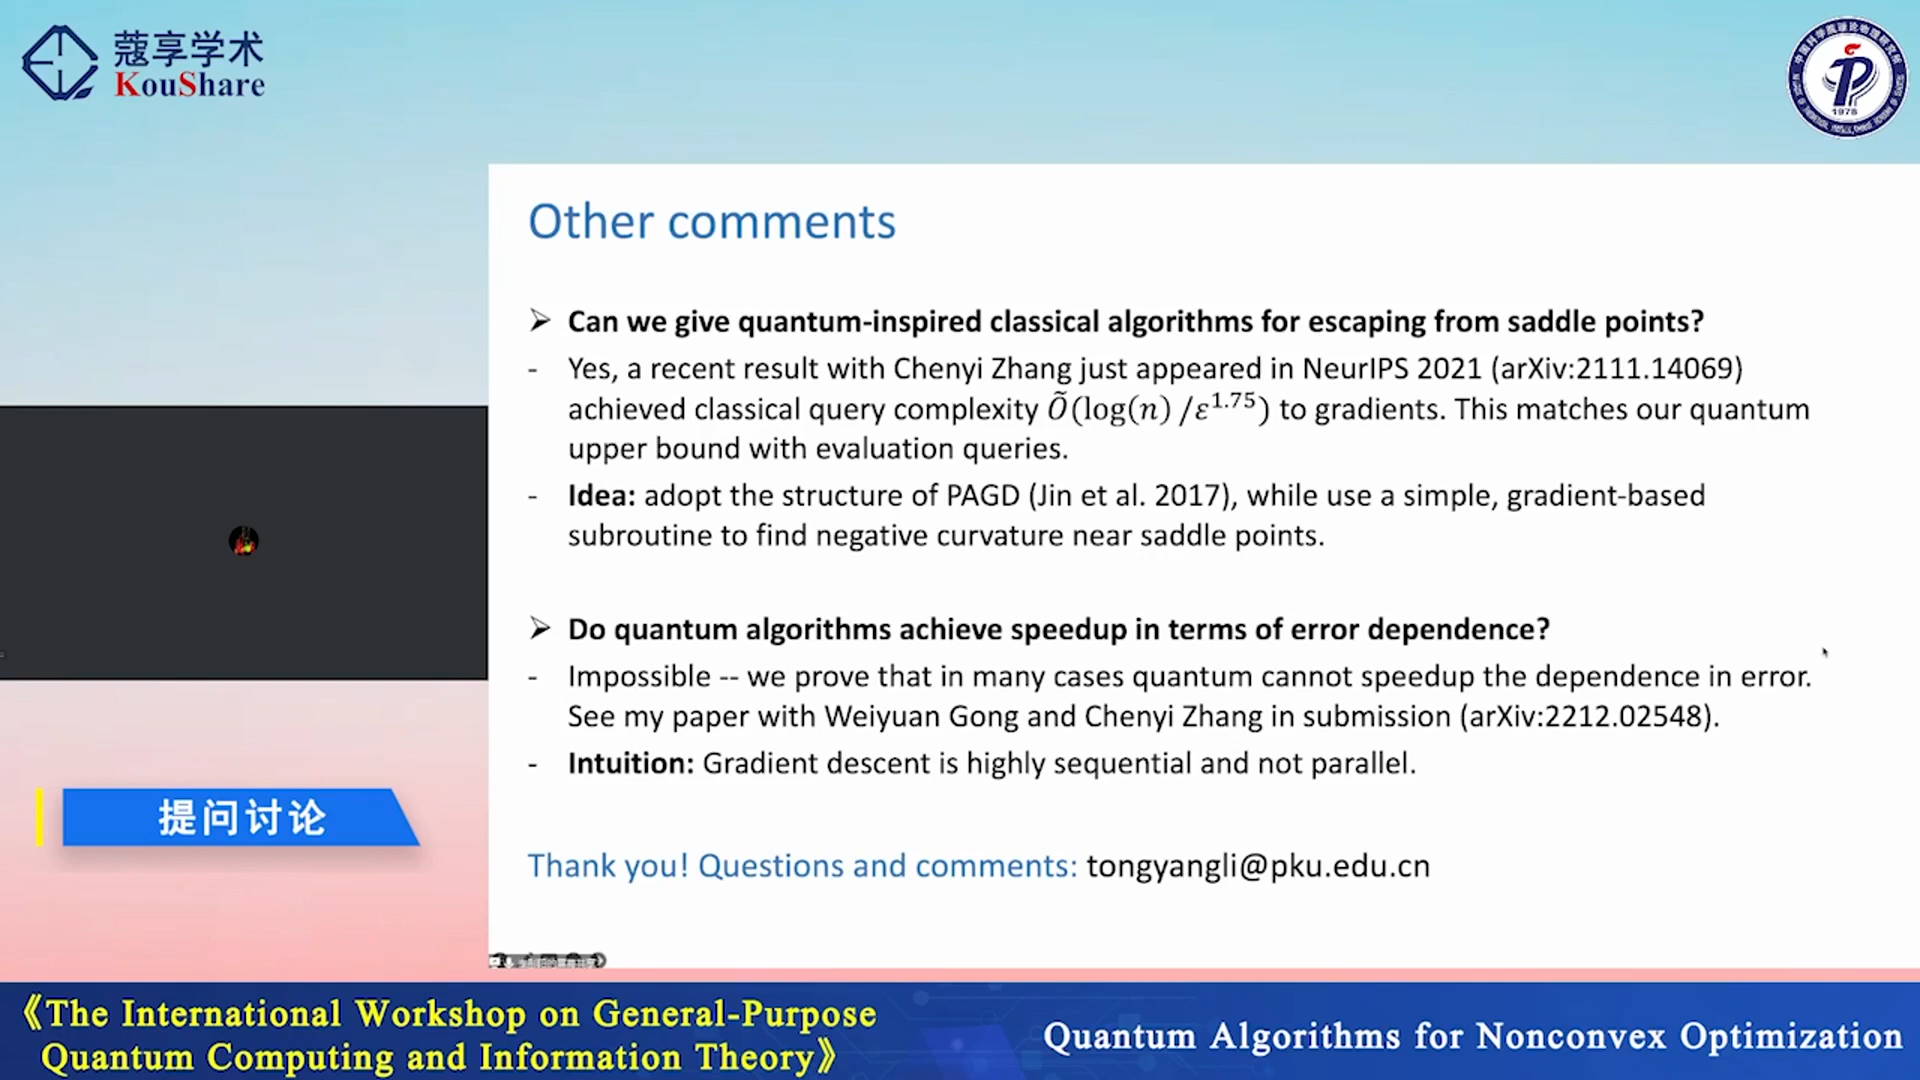 蔻享学术
KouShare
1978
Other comments
➢ Can we give quantum-inspired classical algorithms for escaping from saddle points?
- Yes, a recent result with Chenyi Zhang just appeared in NeurIPS 2021 (arXiv:2111.14069)
achieved classical query complexity Õ(log(n) /ε^1.75) to gradients. This matches our quantum
upper bound with evaluation queries.
- Idea: adopt the structure of PAGD (Jin et al. 2017), while use a simple, gradient-based
subroutine to find negative curvature near saddle points.
➢ Do quantum algorithms achieve speedup in terms of error dependence?
- Impossible -- we prove that in many cases quantum cannot speedup the dependence in error.
See my paper with Weiyuan Gong and Chenyi Zhang in submission (arXiv:2212.02548).
- Intuition: Gradient descent is highly sequential and not parallel.
提问讨论
Thank you! Questions and comments: tongyangli@pku.edu.cn
《The International Workshop on General-Purpose
Quantum Computing and Information Theory》
Quantum Algorithms for Nonconvex Optimization